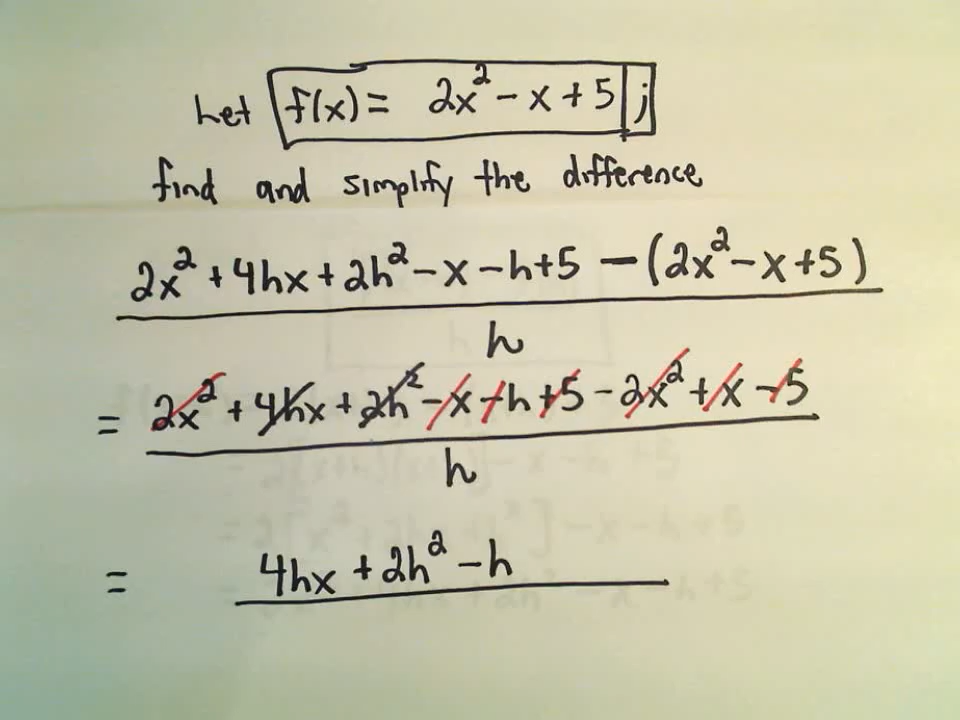 Let f(x) = 2x² - x + 5 ;
find and simplify the difference
2x² + 4hx + 2h² - x - h + 5 - (2x² - x + 5)
h
= 2x² + 4hx + 2h² - x - h + 5 - 2x² + x - 5
h
= 4hx + 2h² - h